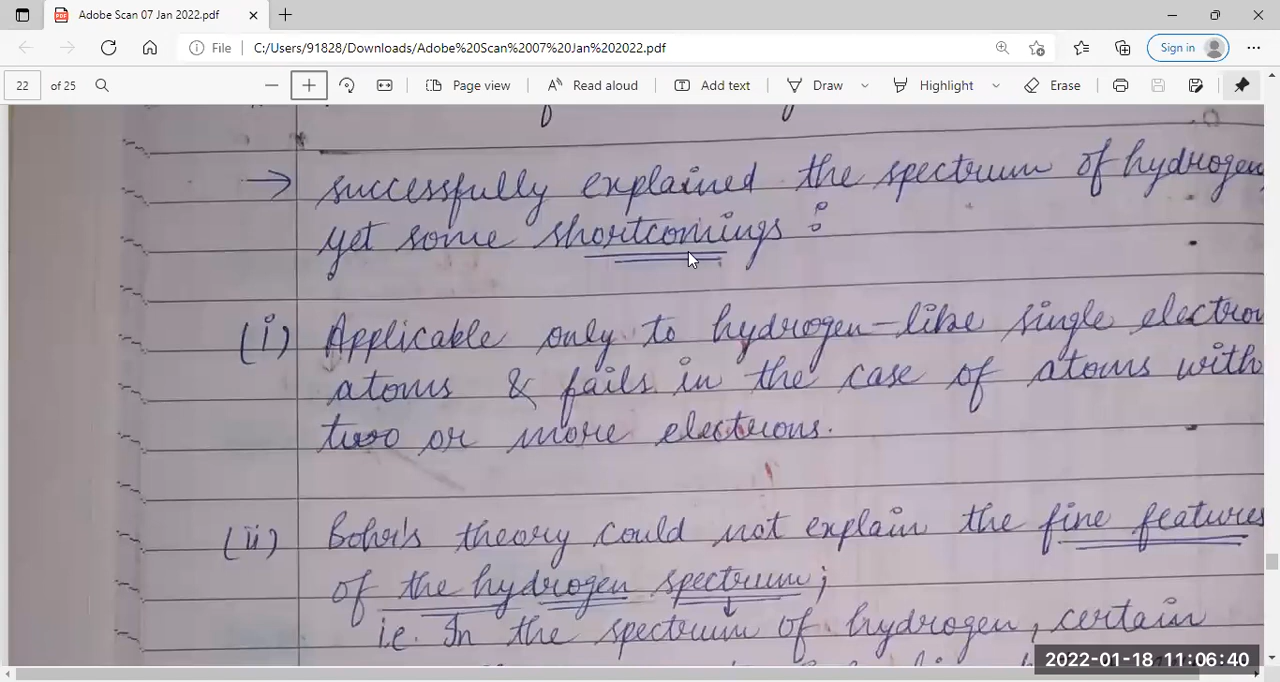 Adobe Scan 07 Jan 2022.pdf
File C:/Users/91828/Downloads/Adobe%20Scan%2007%20Jan%202022.pdf Sign in
22 of 25 Page view Read aloud Add text Draw Highlight Erase
→ successfully explained the spectrum of hydrogen
yet some shortcomings :
(i) Applicable only to hydrogen-like single electron
atoms & fails in the case of atoms with
two or more electrons.
(ii) Bohr's theory could not explain the fine features
of the hydrogen spectrum;
i.e. In the spectrum of hydrogen, certain
2022-01-18 11:06:40